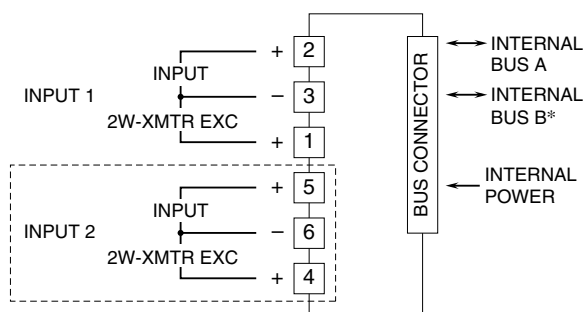 INPUT 1
INPUT
2W-XMTR EXC
+ 2
− 3
+ 1
INPUT 2
INPUT
2W-XMTR EXC
+ 5
− 6
+ 4
BUS CONNECTOR
INTERNAL
BUS A
INTERNAL
BUS B*
INTERNAL
POWER